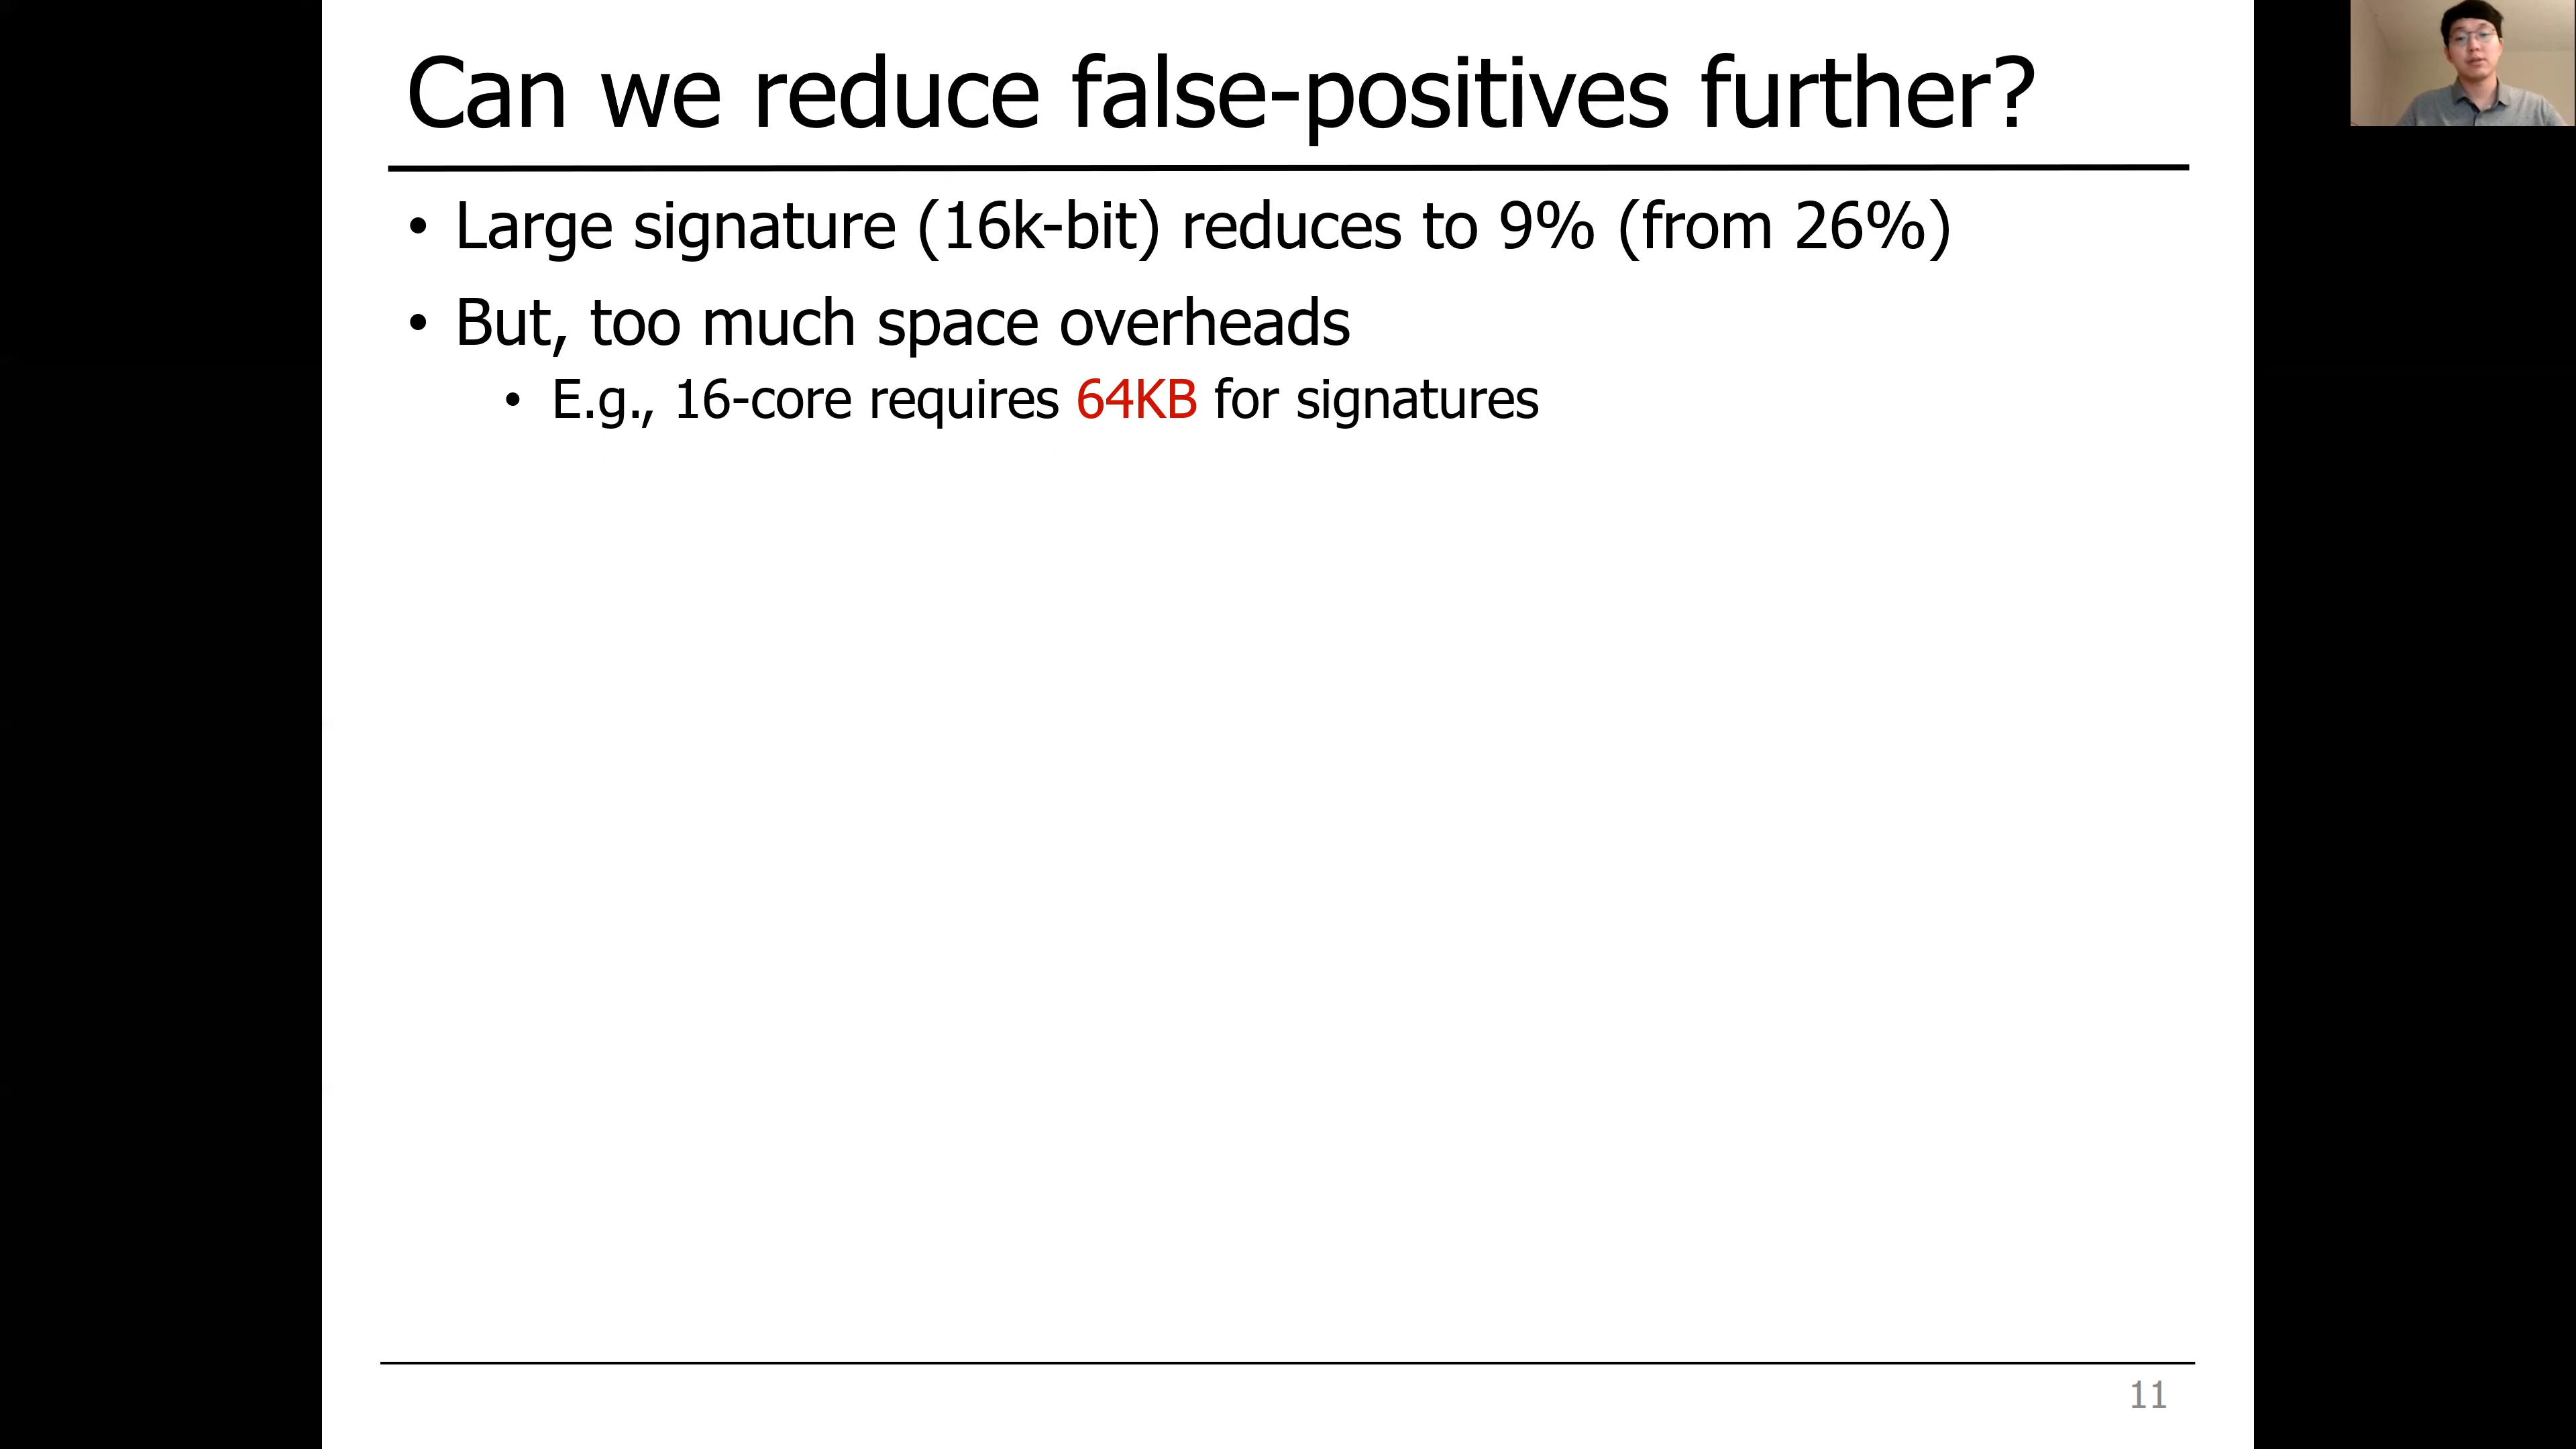 Can we reduce false-positives further?
• Large signature (16k-bit) reduces to 9% (from 26%)
• But, too much space overheads
• E.g., 16-core requires 64KB for signatures
11